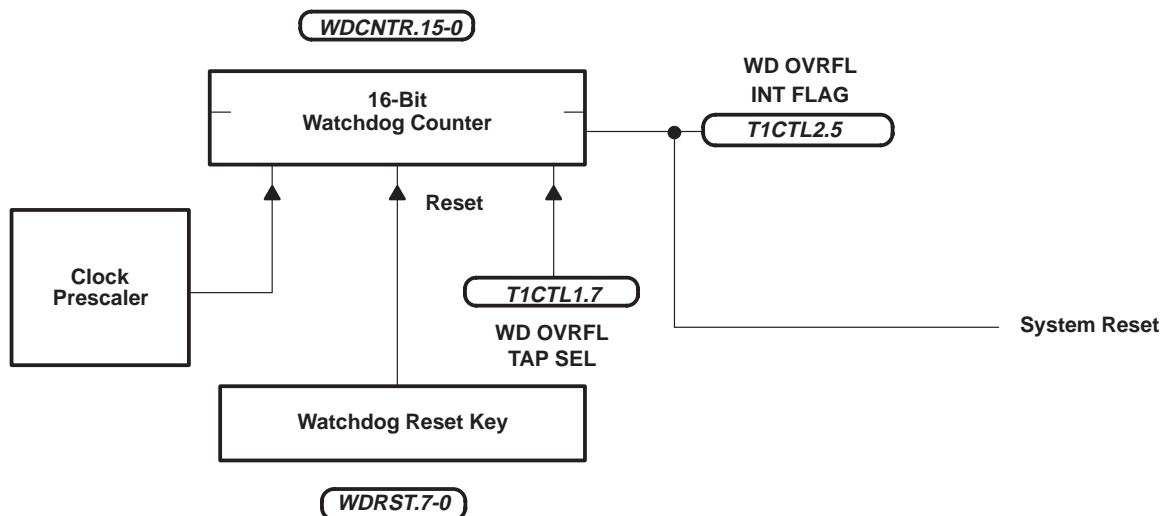 WDCNTR.15-0
16-Bit
Watchdog Counter
WD OVRFL
INT FLAG
T1CTL2.5
Reset
Clock
Prescaler
T1CTL1.7
WD OVRFL
TAP SEL
System Reset
Watchdog Reset Key
WDRST.7-0